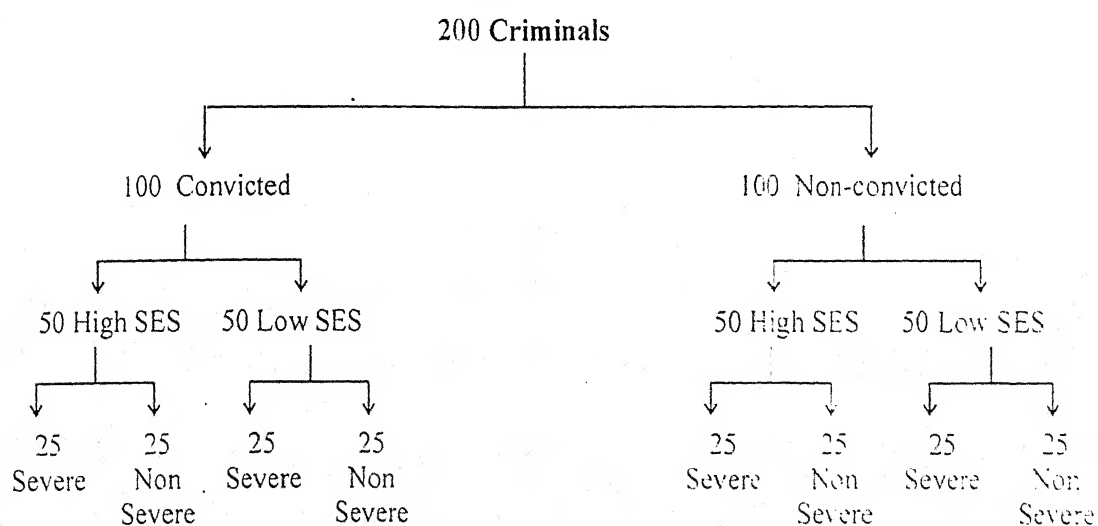 200 Criminals
100 Convicted
100 Non-convicted
50 High SES
50 Low SES
50 High SES
50 Low SES
25
Severe
25
Non
Severe
25
Severe
25
Non
Severe
25
Severe
25
Non
Severe
25
Severe
25
Non
Severe